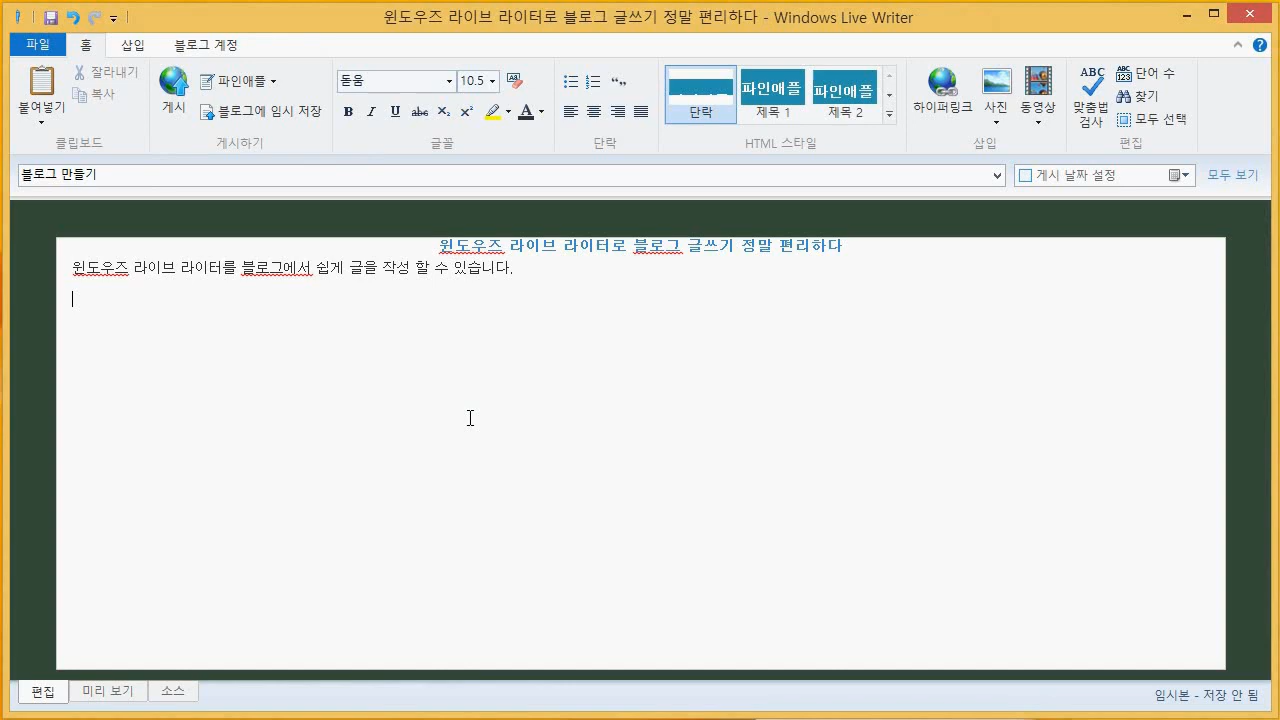 윈도우즈 라이브 라이터로 블로그 글쓰기 정말 편리하다 - Windows Live Writer
파일 홈 삽입 블로그 계정
붙여넣기 잘라내기 복사 클립보드
게시 파인애플 블로그에 임시 저장 게시하기
돋움 10.5 글꼴
단락
파인애플 파인애플
단락 제목 1 제목 2
HTML 스타일
하이퍼링크 사진 동영상 삽입
ABC 맞춤법 검사 ABC 123 단어 수 찾기 모두 선택 편집
블로그 만들기 게시 날짜 설정 모두 보기
윈도우즈 라이브 라이터로 블로그 글쓰기 정말 편리하다
윈도우즈 라이브 라이터를 블로그에서 쉽게 글을 작성 할 수 있습니다.
편집 미리 보기 소스
임시본 - 저장 안 됨